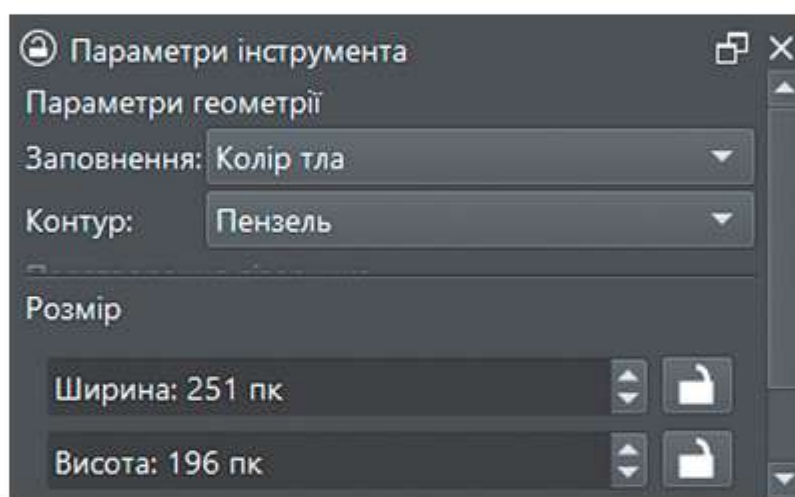 Параметри інструмента
Параметри геометрії
Заповнення: Колір тла
Контур: Пензель
Розмір
Ширина: 251 пк
Висота: 196 пк